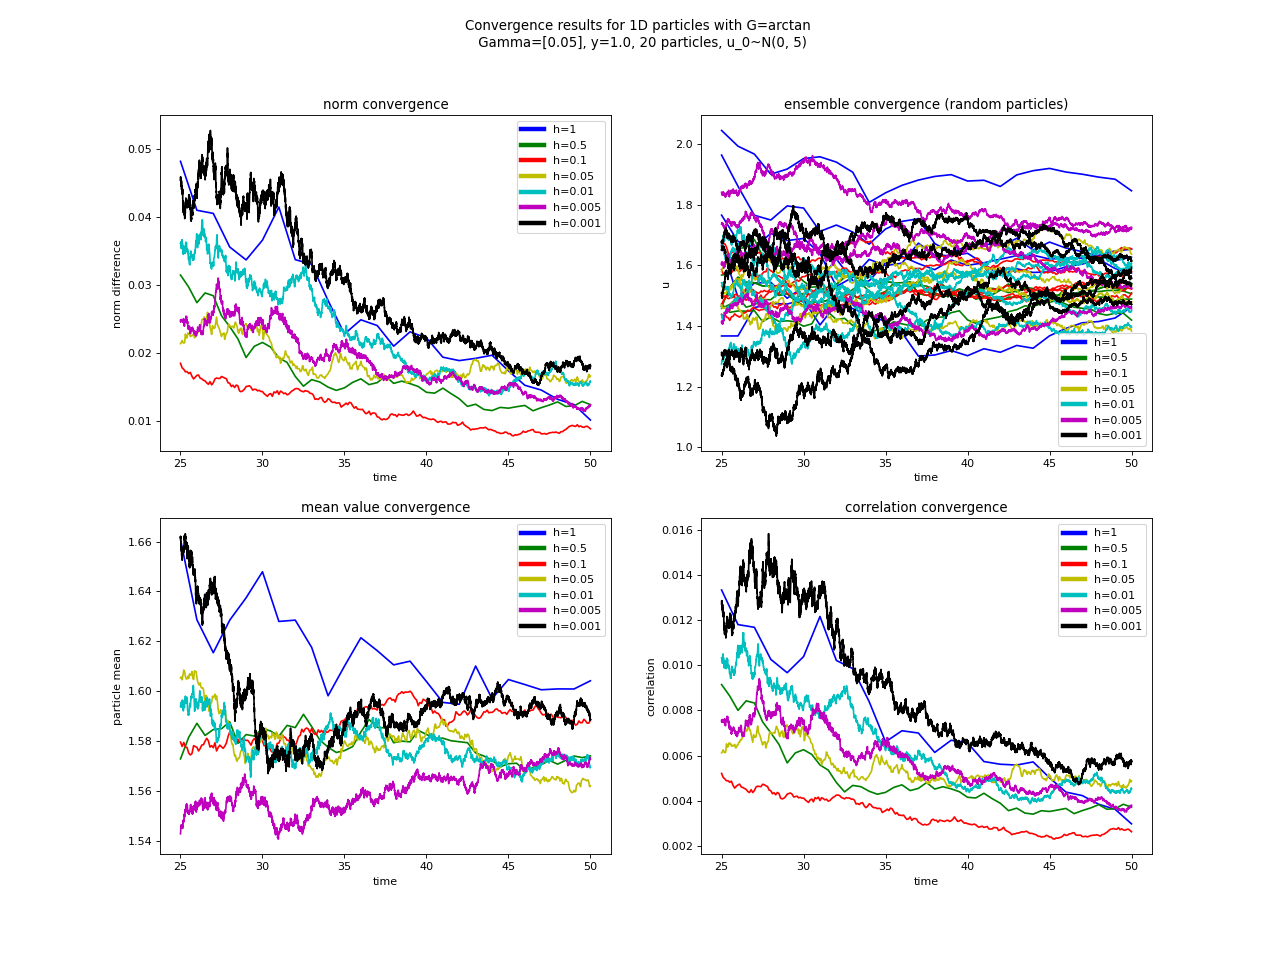 Convergence results for 1D particles with G=arctan
Gamma=[0.05], y=1.0, 20 particles, u_0~N(0, 5)
norm convergence
0.05
0.04
0.03
0.02
0.01
norm difference
25
30
35
40
45
50
time
h=1
h=0.5
h=0.1
h=0.05
h=0.01
h=0.005
h=0.001
ensemble convergence (random particles)
2.0
1.8
1.6
1.4
1.2
1.0
u
25
30
35
40
45
50
time
h=1
h=0.5
h=0.1
h=0.05
h=0.01
h=0.005
h=0.001
mean value convergence
1.66
1.64
1.62
1.60
1.58
1.56
1.54
particle mean
25
30
35
40
45
50
time
h=1
h=0.5
h=0.1
h=0.05
h=0.01
h=0.005
h=0.001
correlation convergence
0.016
0.014
0.012
0.010
0.008
0.006
0.004
0.002
correlation
25
30
35
40
45
50
time
h=1
h=0.5
h=0.1
h=0.05
h=0.01
h=0.005
h=0.001